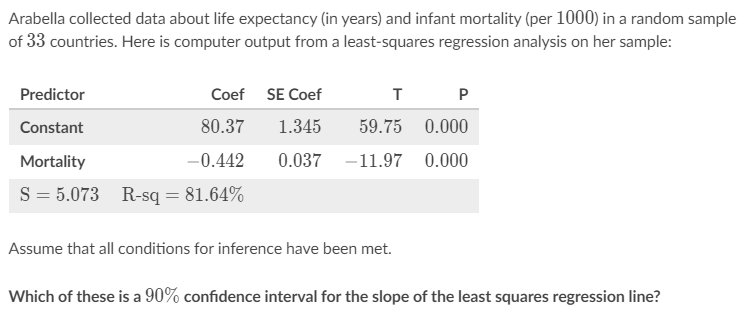 Arabella collected data about life expectancy (in years) and infant mortality (per 1000) in a random sample
of 33 countries. Here is computer output from a least-squares regression analysis on her sample:
Predictor Coef SE Coef T P
Constant 80.37 1.345 59.75 0.000
Mortality −0.442 0.037 −11.97 0.000
S = 5.073 R-sq = 81.64%
Assume that all conditions for inference have been met.
Which of these is a 90% confidence interval for the slope of the least squares regression line?